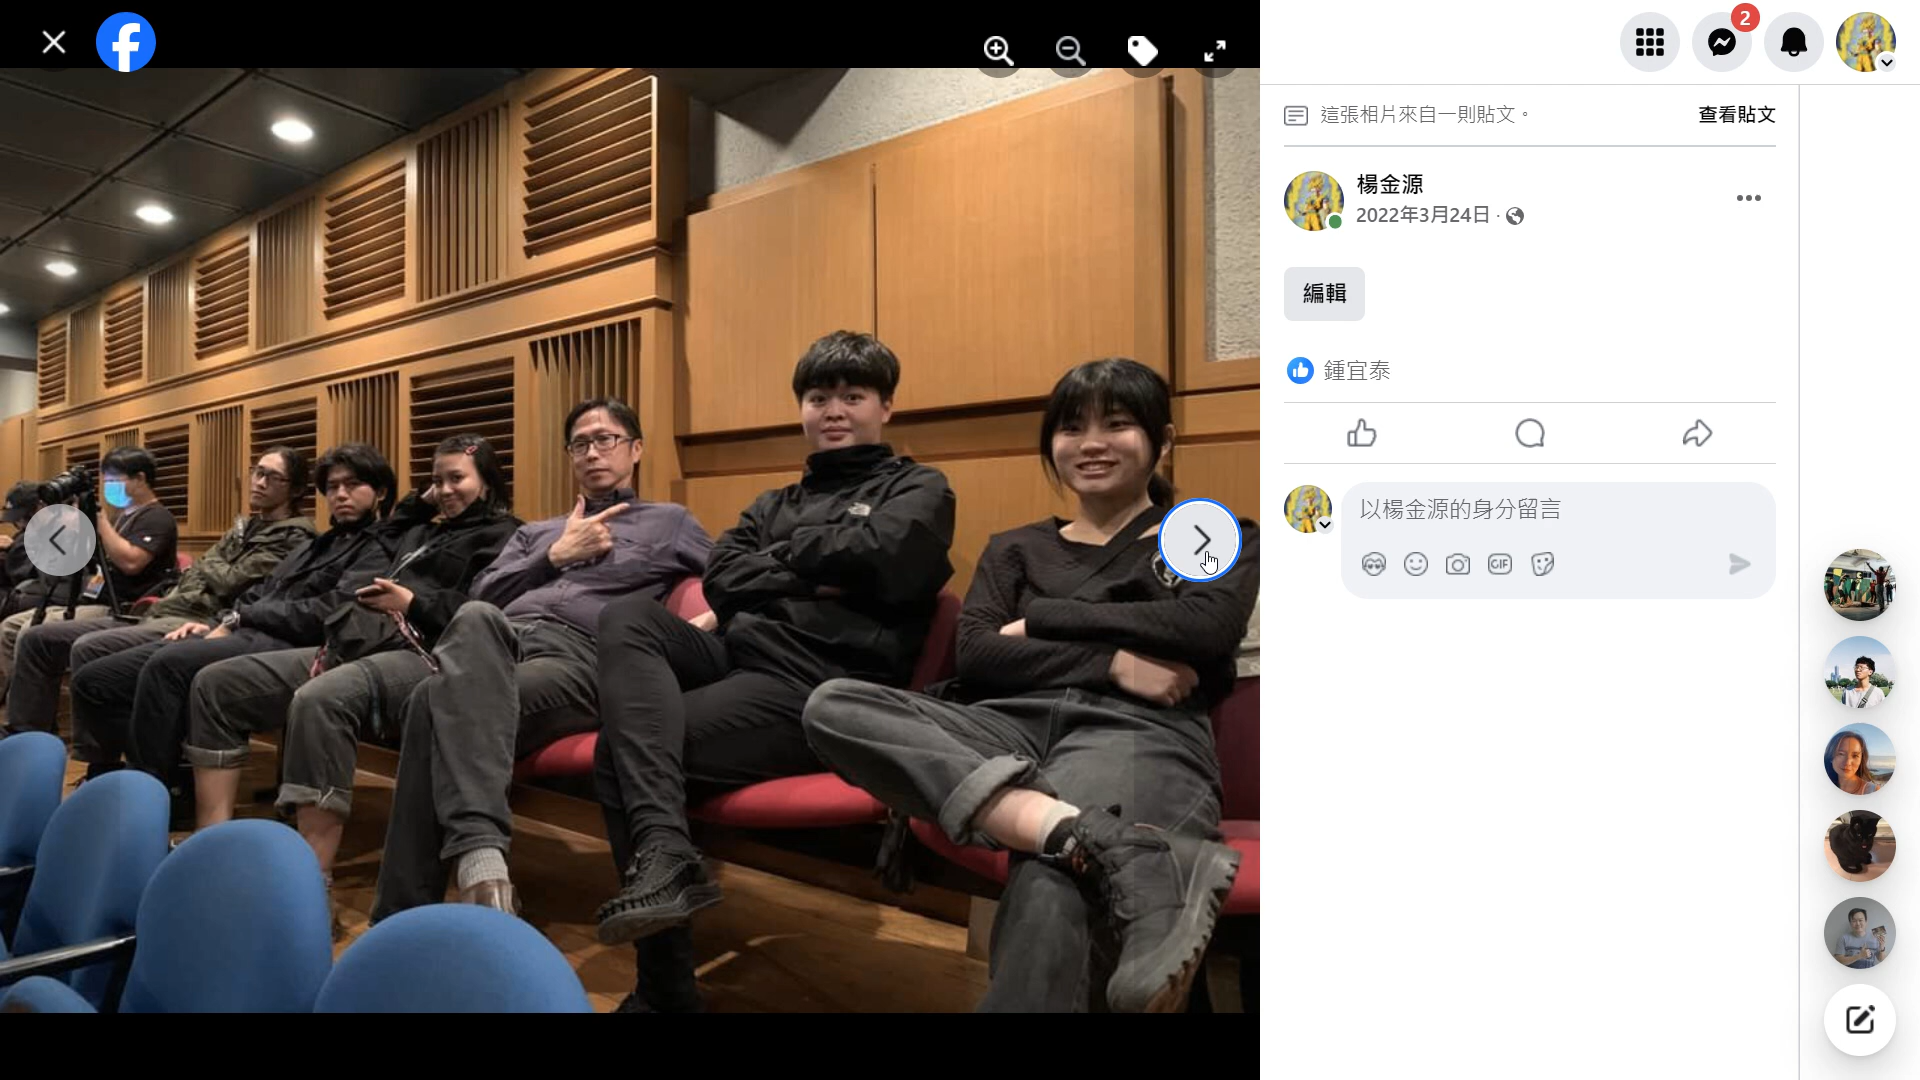 2
這張相片來自一則貼文。
查看貼文
楊金源
2022年3月24日 ·
編輯
鍾宜泰
以楊金源的身分留言
GIF